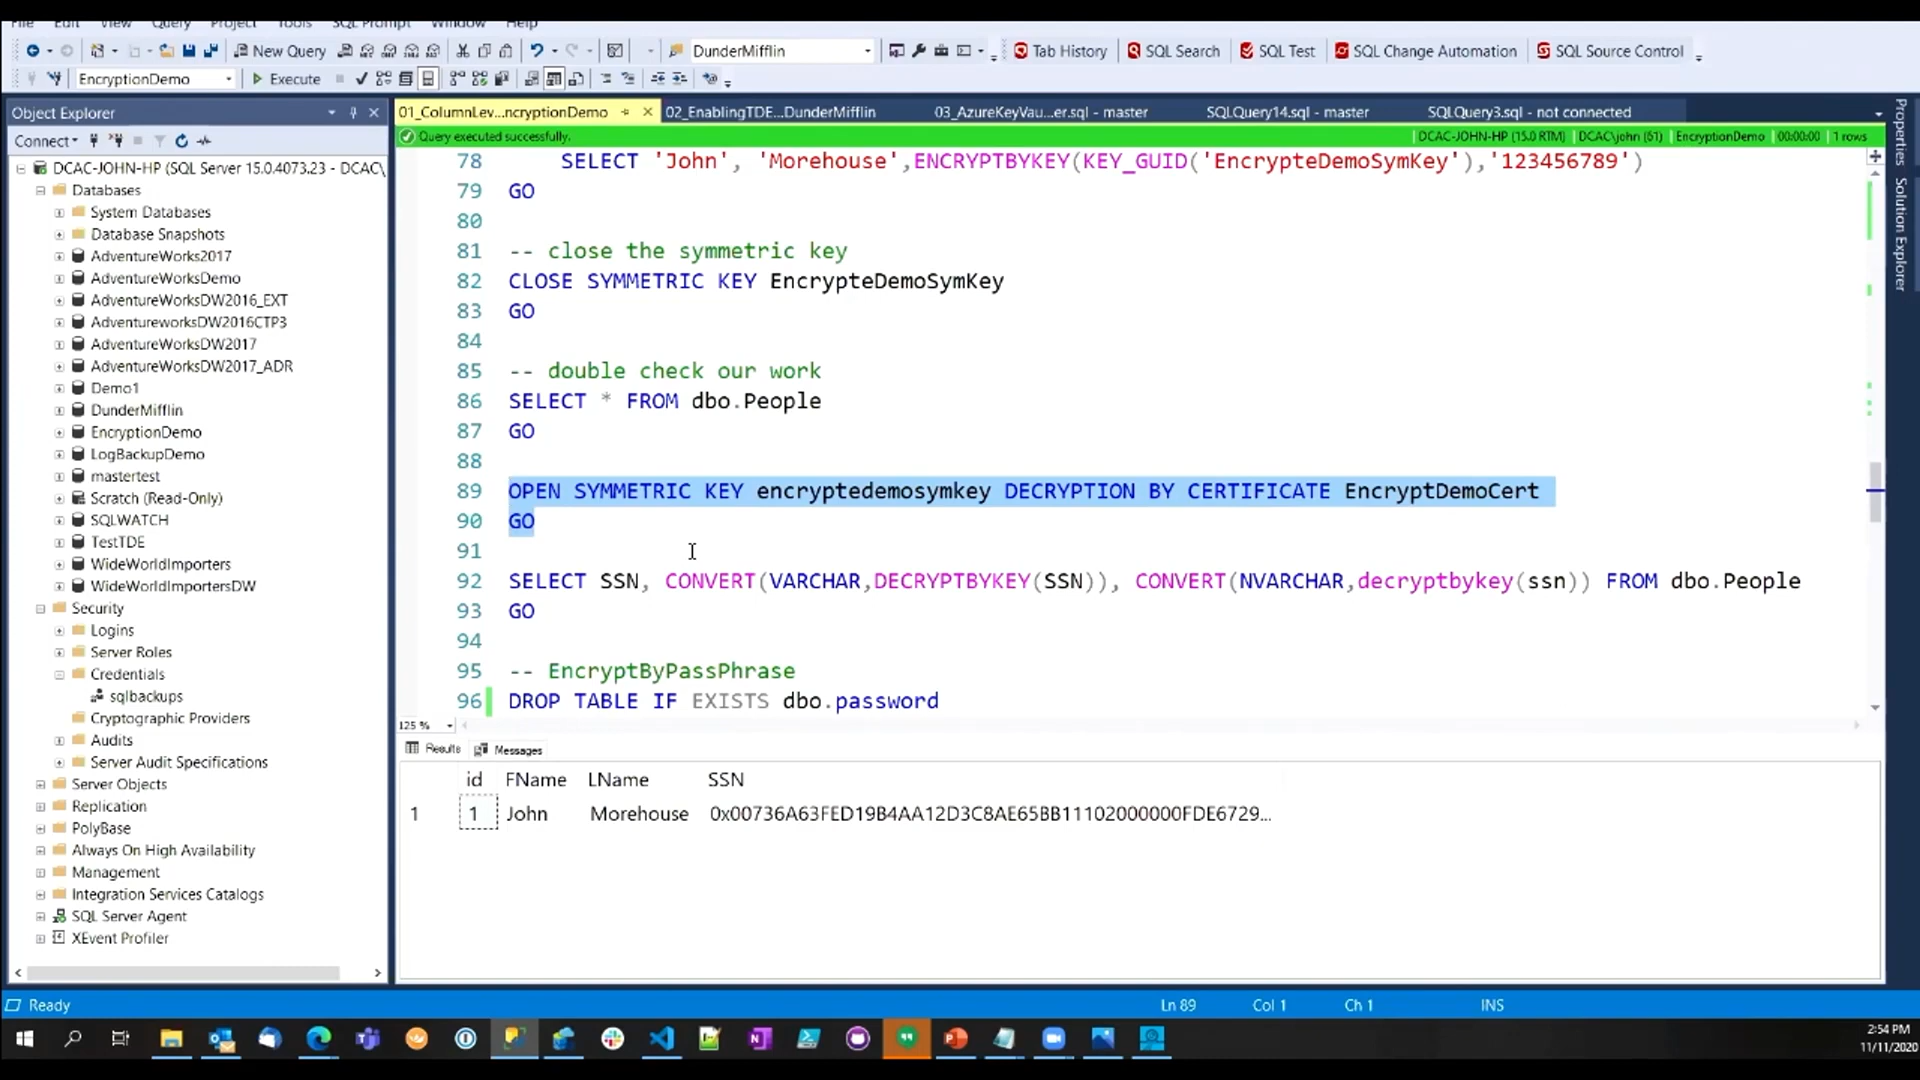 File Edit View Query Project Tools SQL Prompt Window Help
New Query
DunderMifflin
Tab History
SQL Search
SQL Test
SQL Change Automation
SQL Source Control
EncryptionDemo
Execute
Object Explorer
Connect
DCAC-JOHN-HP (SQL Server 15.0.4073.23 - DCAC\
Databases
System Databases
Database Snapshots
AdventureWorks2017
AdventureWorksDemo
AdventureWorksDW2016_EXT
AdventureworksDW2016CTP3
AdventureWorksDW2017
AdventureWorksDW2017_ADR
Demo1
DunderMifflin
EncryptionDemo
LogBackupDemo
mastertest
Scratch (Read-Only)
SQLWATCH
TestTDE
WideWorldImporters
WideWorldImportersDW
Security
Logins
Server Roles
Credentials
sqlbackups
Cryptographic Providers
Audits
Server Audit Specifications
Server Objects
Replication
PolyBase
Always On High Availability
Management
Integration Services Catalogs
SQL Server Agent
XEvent Profiler
01_ColumnLev...ncryptionDemo
02_EnablingTDE...DunderMifflin
03_AzureKeyVau...er.sql - master
SQLQuery14.sql - master
SQLQuery3.sql - not connected
Query executed successfully.
DCAC-JOHN-HP (15.0 RTM) | DCAC\john (61) | EncryptionDemo | 00:00:00 | 1 rows
78 SELECT 'John', 'Morehouse',ENCRYPTBYKEY(KEY_GUID('EncrypteDemoSymKey'),'123456789')
79 GO
80
81 -- close the symmetric key
82 CLOSE SYMMETRIC KEY EncrypteDemoSymKey
83 GO
84
85 -- double check our work
86 SELECT * FROM dbo.People
87 GO
88
89 OPEN SYMMETRIC KEY encryptedemosymkey DECRYPTION BY CERTIFICATE EncryptDemoCert
90 GO
91
92 SELECT SSN, CONVERT(VARCHAR,DECRYPTBYKEY(SSN)), CONVERT(NVARCHAR,decryptbykey(ssn)) FROM dbo.People
93 GO
94
95 -- EncryptByPassPhrase
96 DROP TABLE IF EXISTS dbo.password
125 %
Results
Messages
id FName LName SSN
1 1 John Morehouse 0x00736A63FED19B4AA12D3C8AE65BB11102000000FDE6729...
Properties
Solution Explorer
Ready
Ln 89
Col 1
Ch 1
INS
2:54 PM
11/11/2020